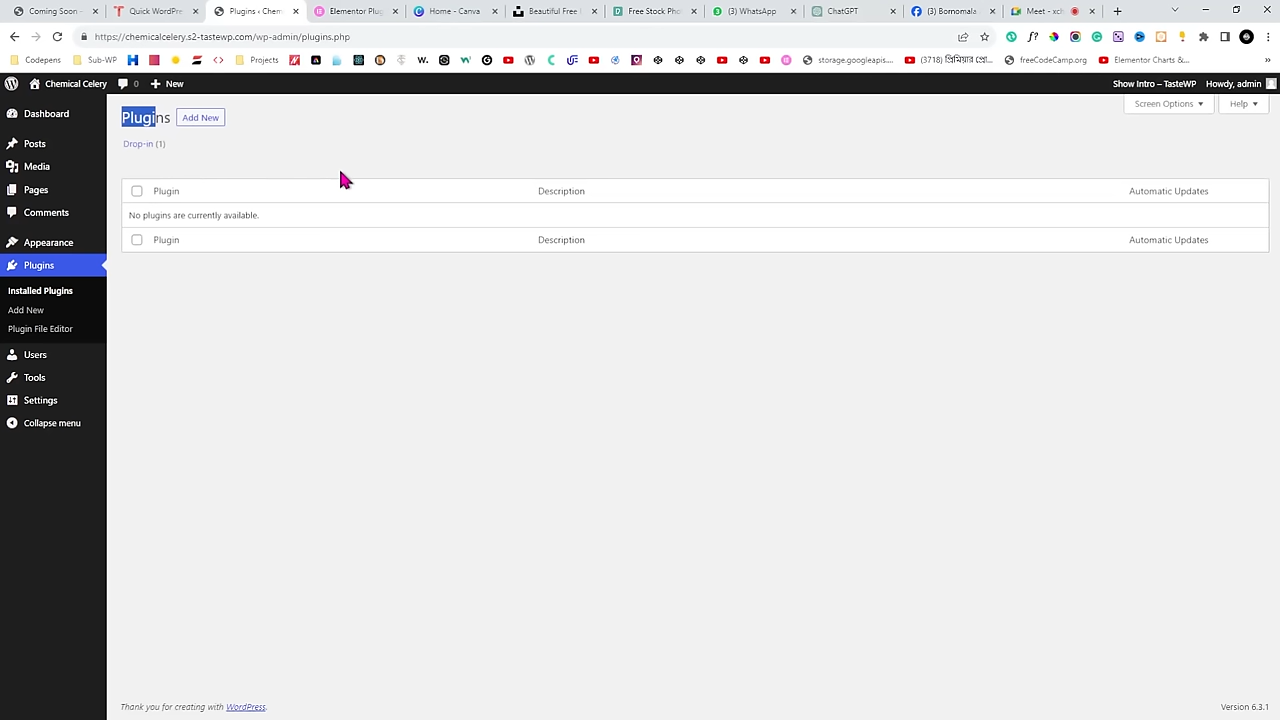 Coming Soon –
Quick WordPre
Plugins ‹ Chem
Elementor Plug
Home - Canva
Beautiful Free I
Free Stock Pho
(3) WhatsApp
ChatGPT
(3) Bornomala
Meet - xch
https://chemicalcelery.s2-tastewp.com/wp-admin/plugins.php
Codepens
Sub-WP
Projects
storage.googleapis....
freeCodeCamp.org
Elementor Charts &...
Chemical Celery
0
New
Show Intro – TasteWP
Howdy, admin
Dashboard
Posts
Media
Pages
Comments
Appearance
Plugins
Installed Plugins
Add New
Plugin File Editor
Users
Tools
Settings
Collapse menu
Plugins
Add New
Screen Options
Help
Drop-in (1)
Plugin
Description
Automatic Updates
No plugins are currently available.
Plugin
Description
Automatic Updates
Thank you for creating with WordPress.
Version 6.3.1